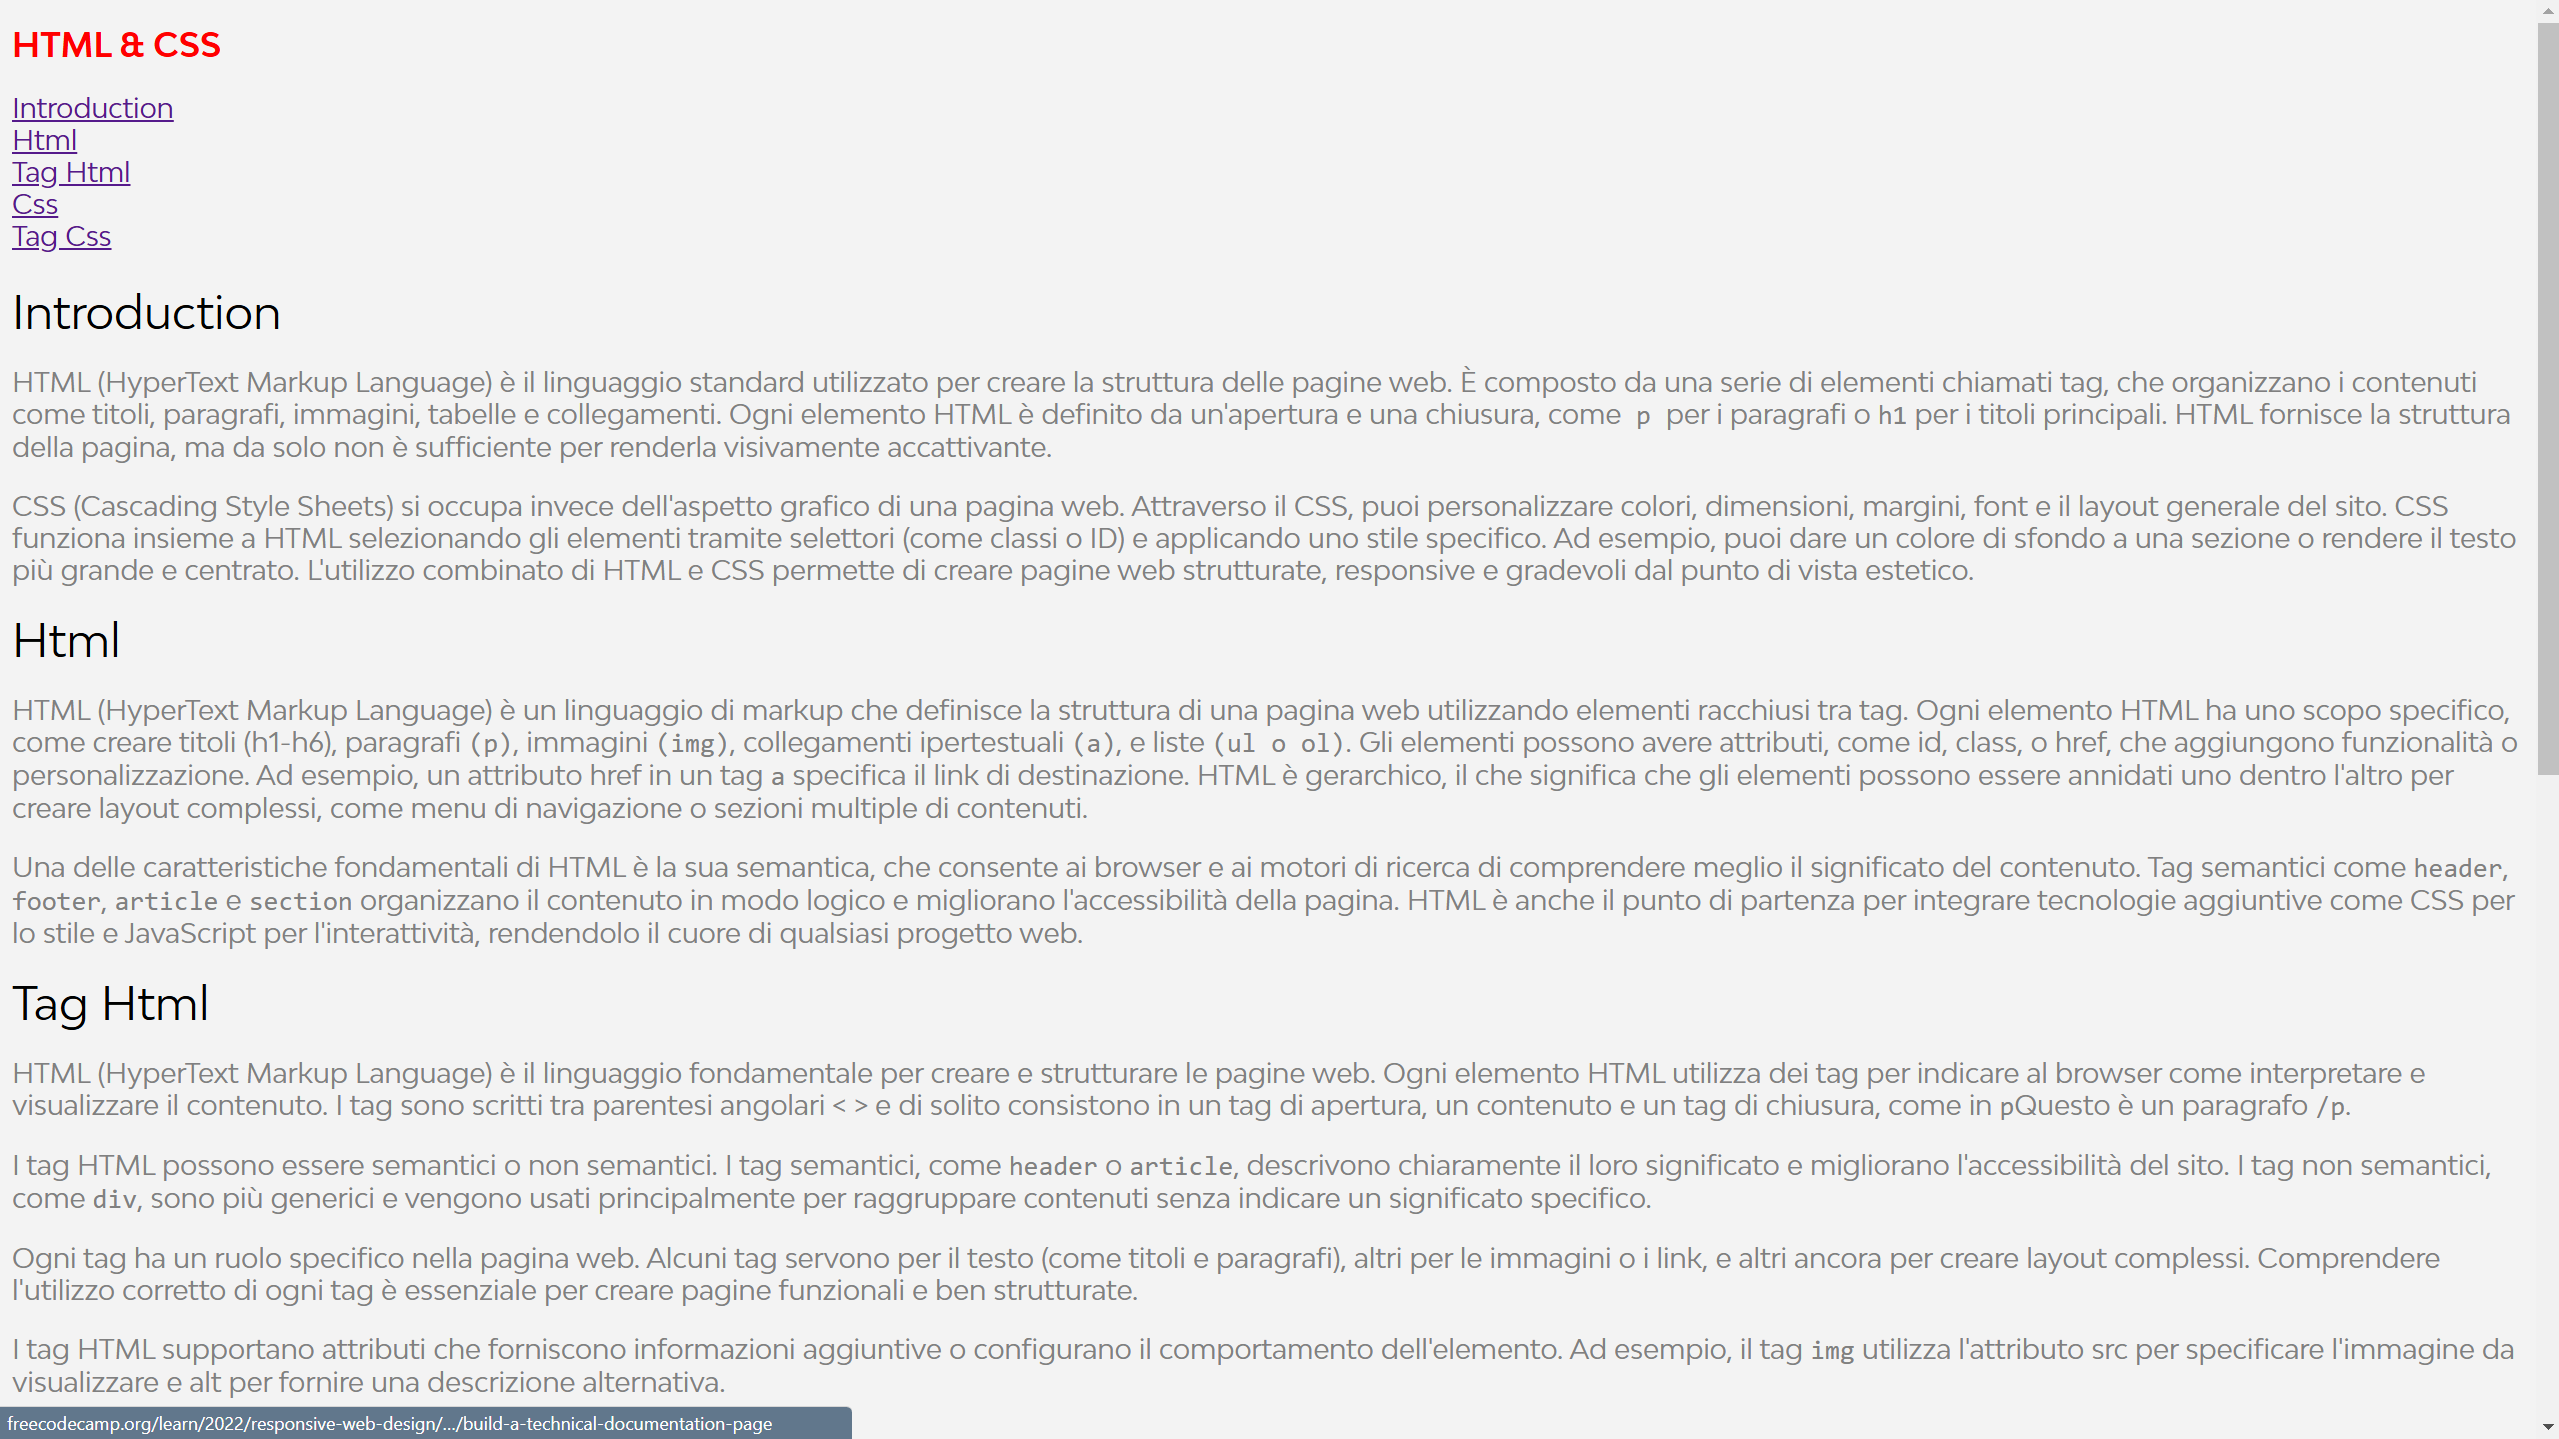 HTML & CSS
Introduction
Html
Tag Html
Css
Tag Css
Introduction
HTML (HyperText Markup Language) è il linguaggio standard utilizzato per creare la struttura delle pagine web. È composto da una serie di elementi chiamati tag, che organizzano i contenuti
come titoli, paragrafi, immagini, tabelle e collegamenti. Ogni elemento HTML è definito da un'apertura e una chiusura, come p per i paragrafi o h1 per i titoli principali. HTML fornisce la struttura
della pagina, ma da solo non è sufficiente per renderla visivamente accattivante.
CSS (Cascading Style Sheets) si occupa invece dell'aspetto grafico di una pagina web. Attraverso il CSS, puoi personalizzare colori, dimensioni, margini, font e il layout generale del sito. CSS
funziona insieme a HTML selezionando gli elementi tramite selettori (come classi o ID) e applicando uno stile specifico. Ad esempio, puoi dare un colore di sfondo a una sezione o rendere il testo
più grande e centrato. L'utilizzo combinato di HTML e CSS permette di creare pagine web strutturate, responsive e gradevoli dal punto di vista estetico.
Html
HTML (HyperText Markup Language) è un linguaggio di markup che definisce la struttura di una pagina web utilizzando elementi racchiusi tra tag. Ogni elemento HTML ha uno scopo specifico,
come creare titoli (h1-h6), paragrafi (p), immagini (img), collegamenti ipertestuali (a), e liste (ul o ol). Gli elementi possono avere attributi, come id, class, o href, che aggiungono funzionalità o
personalizzazione. Ad esempio, un attributo href in un tag a specifica il link di destinazione. HTML è gerarchico, il che significa che gli elementi possono essere annidati uno dentro l'altro per
creare layout complessi, come menu di navigazione o sezioni multiple di contenuti.
Una delle caratteristiche fondamentali di HTML è la sua semantica, che consente ai browser e ai motori di ricerca di comprendere meglio il significato del contenuto. Tag semantici come header,
footer, article e section organizzano il contenuto in modo logico e migliorano l'accessibilità della pagina. HTML è anche il punto di partenza per integrare tecnologie aggiuntive come CSS per
lo stile e JavaScript per l'interattività, rendendolo il cuore di qualsiasi progetto web.
Tag Html
HTML (HyperText Markup Language) è il linguaggio fondamentale per creare e strutturare le pagine web. Ogni elemento HTML utilizza dei tag per indicare al browser come interpretare e
visualizzare il contenuto. I tag sono scritti tra parentesi angolari < > e di solito consistono in un tag di apertura, un contenuto e un tag di chiusura, come in pQuesto è un paragrafo /p.
I tag HTML possono essere semantici o non semantici. I tag semantici, come header o article, descrivono chiaramente il loro significato e migliorano l'accessibilità del sito. I tag non semantici,
come div, sono più generici e vengono usati principalmente per raggruppare contenuti senza indicare un significato specifico.
Ogni tag ha un ruolo specifico nella pagina web. Alcuni tag servono per il testo (come titoli e paragrafi), altri per le immagini o i link, e altri ancora per creare layout complessi. Comprendere
l'utilizzo corretto di ogni tag è essenziale per creare pagine funzionali e ben strutturate.
I tag HTML supportano attributi che forniscono informazioni aggiuntive o configurano il comportamento dell'elemento. Ad esempio, il tag img utilizza l'attributo src per specificare l'immagine da
visualizzare e alt per fornire una descrizione alternativa.
freecodecamp.org/learn/2022/responsive-web-design/.../build-a-technical-documentation-page